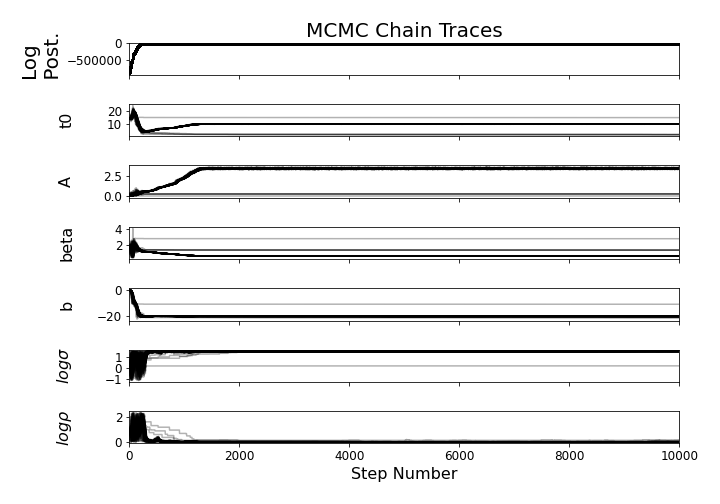 MCMC Chain Traces
Log
Post.
0
−500000
t0
20
10
A
2.5
0.0
beta
4
2
b
0
−20
logσ
1
0
−1
logρ
2
0
0 2000 4000 6000 8000 10000
Step Number